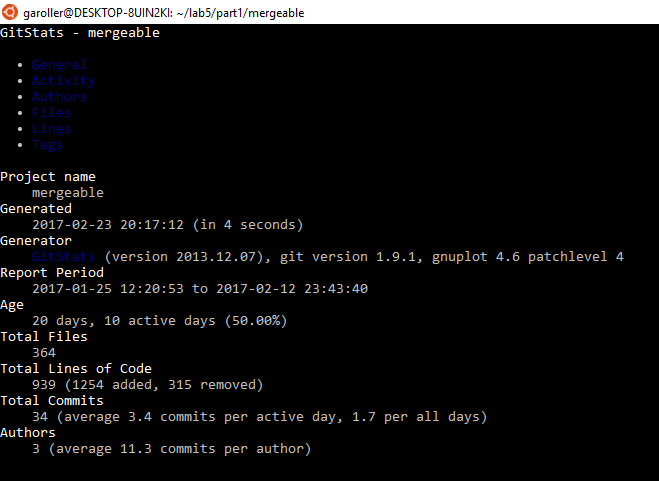 garoller@DESKTOP-8UIN2KI: ~/lab5/part1/mergeable
GitStats - mergeable
• General
• Activity
• Authors
• Files
• Lines
• Tags
Project name
mergeable
Generated
2017-02-23 20:17:12 (in 4 seconds)
Generator
GitStats (version 2013.12.07), git version 1.9.1, gnuplot 4.6 patchlevel 4
Report Period
2017-01-25 12:20:53 to 2017-02-12 23:43:40
Age
20 days, 10 active days (50.00%)
Total Files
364
Total Lines of Code
939 (1254 added, 315 removed)
Total Commits
34 (average 3.4 commits per active day, 1.7 per all days)
Authors
3 (average 11.3 commits per author)